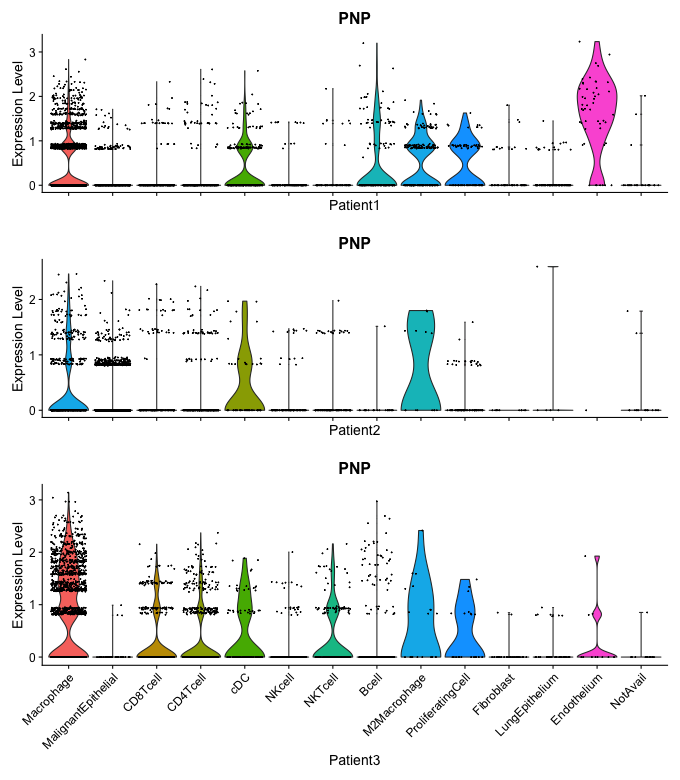 PNP
Expression Level
3
2
1
0
Patient1
PNP
Expression Level
2
1
0
Patient2
PNP
Expression Level
3
2
1
0
Macrophage
MalignantEpithelial
CD8Tcell
CD4Tcell
cDC
NKcell
NKTcell
Bcell
M2Macrophage
ProliferatingCell
Fibroblast
LungEpithelium
Endothelium
NotAvail
Patient3